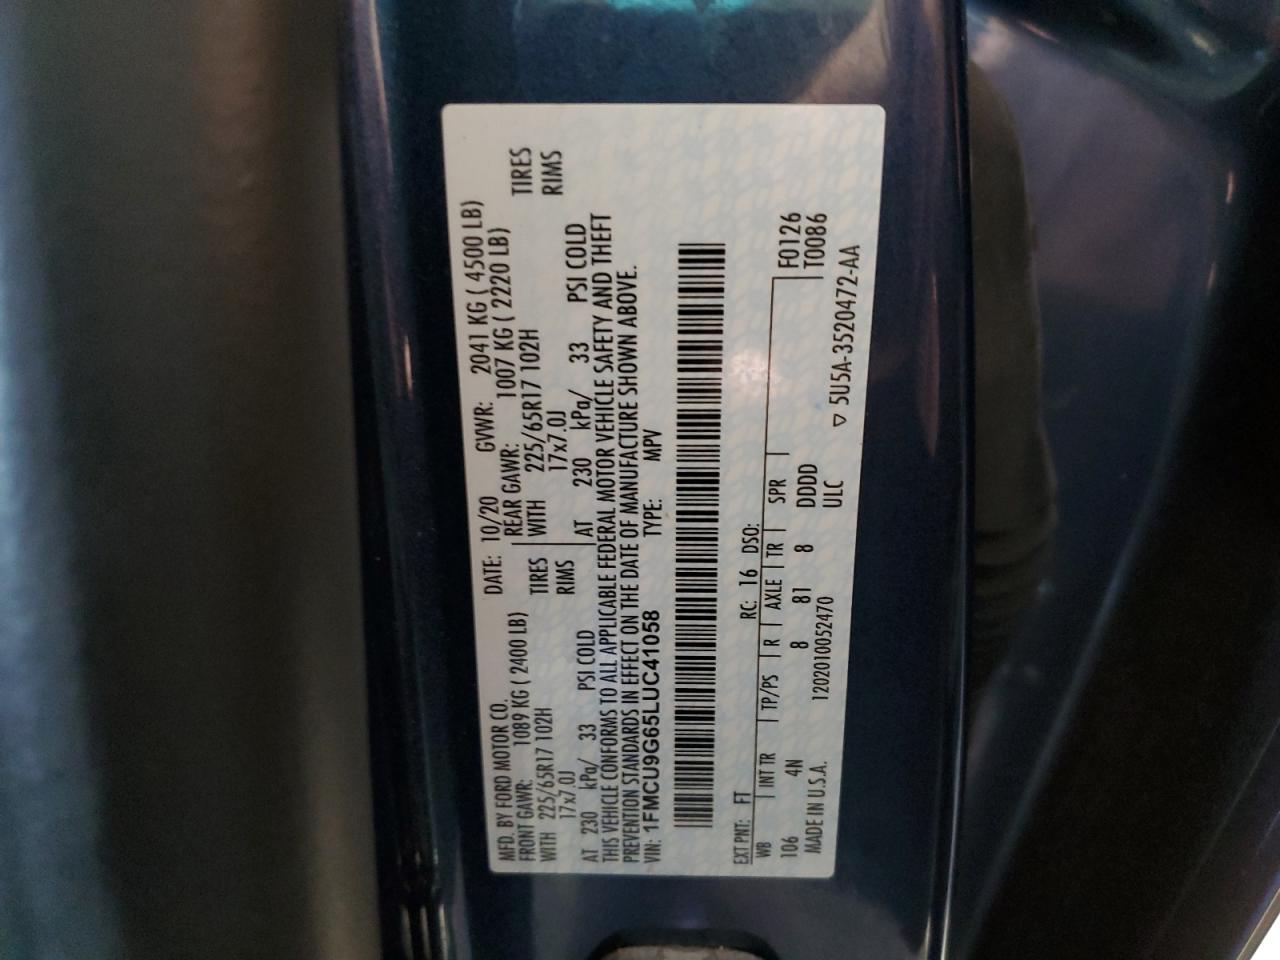 MFD. BY FORD MOTOR CO. DATE: 10/20 GVWR: 2041 KG ( 4500 LB)
FRONT GAWR: 1089 KG ( 2400 LB) REAR GAWR: 1007 KG ( 2220 LB)
WITH 225/65R17 102H TIRES WITH 225/65R17 102H TIRES
17x7.0J RIMS 17x7.0J RIMS
AT 230 kPa/ 33 PSI COLD AT 230 kPa/ 33 PSI COLD
THIS VEHICLE CONFORMS TO ALL APPLICABLE FEDERAL MOTOR VEHICLE SAFETY AND THEFT
PREVENTION STANDARDS IN EFFECT ON THE DATE OF MANUFACTURE SHOWN ABOVE.
VIN: 1FMCU9G65LUC41058 TYPE: MPV
EXT PNT: FT RC: 16 DSO:
WB INT TR TP/PS R AXLE TR SPR F0126
106 4N 8 81 8 DDDD T0086
MADE IN U.S.A. 1202010052470 ULC
▽ 5U5A-3520472-AA